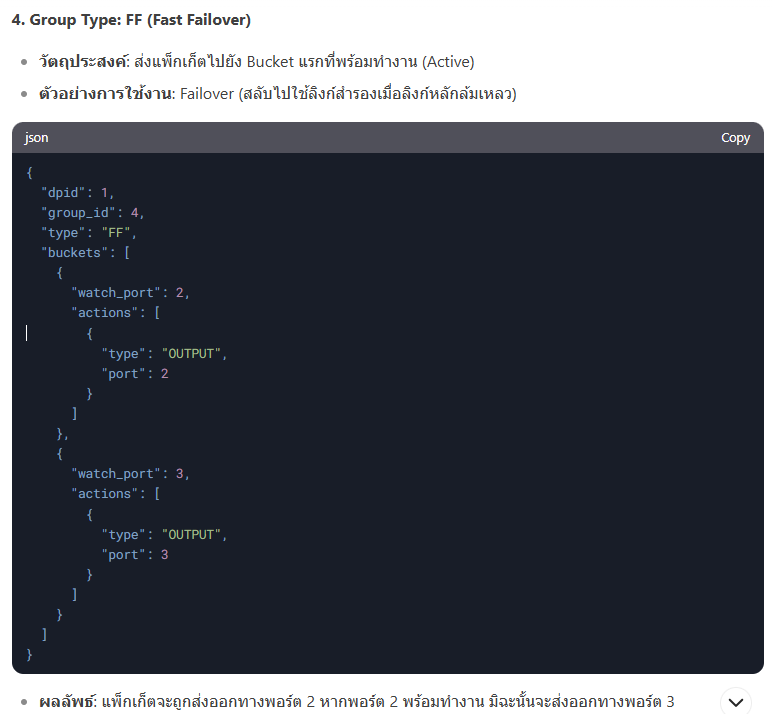 4. Group Type: FF (Fast Failover)
วัตถุประสงค์: ส่งแพ็กเก็ตไปยัง Bucket แรกที่พร้อมทำงาน (Active)
ตัวอย่างการใช้งาน: Failover (สลับไปใช้ลิงก์สำรองเมื่อลิงก์หลักล้มเหลว)
json Copy
{
  "dpid": 1,
  "group_id": 4,
  "type": "FF",
  "buckets": [
    {
      "watch_port": 2,
      "actions": [
        {
          "type": "OUTPUT",
          "port": 2
        }
      ]
    },
    {
      "watch_port": 3,
      "actions": [
        {
          "type": "OUTPUT",
          "port": 3
        }
      ]
    }
  ]
}
ผลลัพธ์: แพ็กเก็ตจะถูกส่งออกทางพอร์ต 2 หากพอร์ต 2 พร้อมทำงาน มิฉะนั้นจะส่งออกทางพอร์ต 3